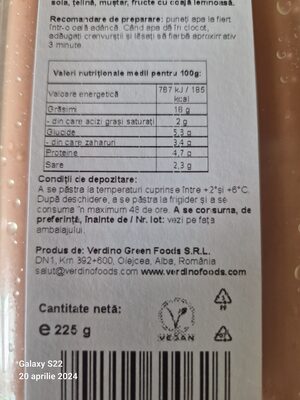 soia, țelină, muștar, fructe cu coajă lemnoasă.
Recomandare de preparare: puneți apa la fiert
într-o oală adâncă. Când apa dă în clocot,
adăugați crenvurștii și lăsați să fiarbă aproximativ
3 minute.
Valori nutriționale medii pentru 100g:
Valoare energetică 767 kJ / 185 kcal
Grăsimi 18 g
- din care acizi grași saturați 2 g
Glucide 5,3 g
- din care zaharuri 3,4 g
Proteine 4,7 g
Sare 2,3 g
Condiții de depozitare:
A se păstra la temperaturi cuprinse între +2° și +6°C.
După deschidere, a se păstra la frigider și a se
consuma în maximum 48 de ore. A se consuma, de
preferință, înainte de / Nr. lot: vezi pe fața
ambalajului.
Produs de: Verdino Green Foods S.R.L.
DN1, Km 392+600, Oiejdea, Alba, România
salut@verdinofoods.com www.verdinofoods.com
Cantitate netă:
e 225 g
VEGAN
*Galaxy S22
20 aprilie 2024